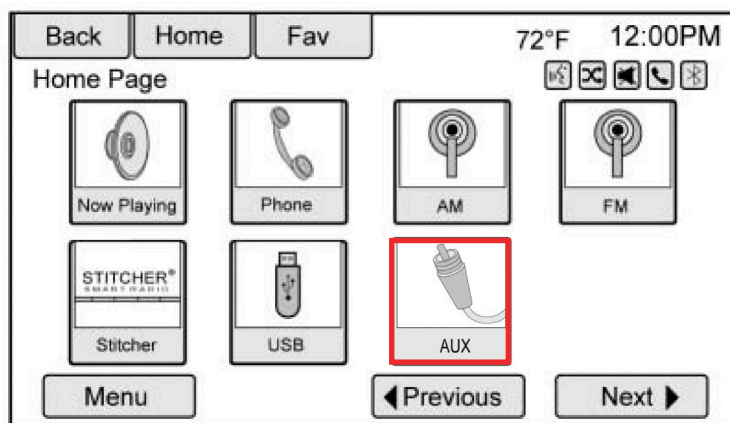 Back Home Fav 72°F 12:00PM
Home Page
Now Playing Phone AM FM
STITCHER®
SMART RADIO
Stitcher USB AUX
Menu Previous Next